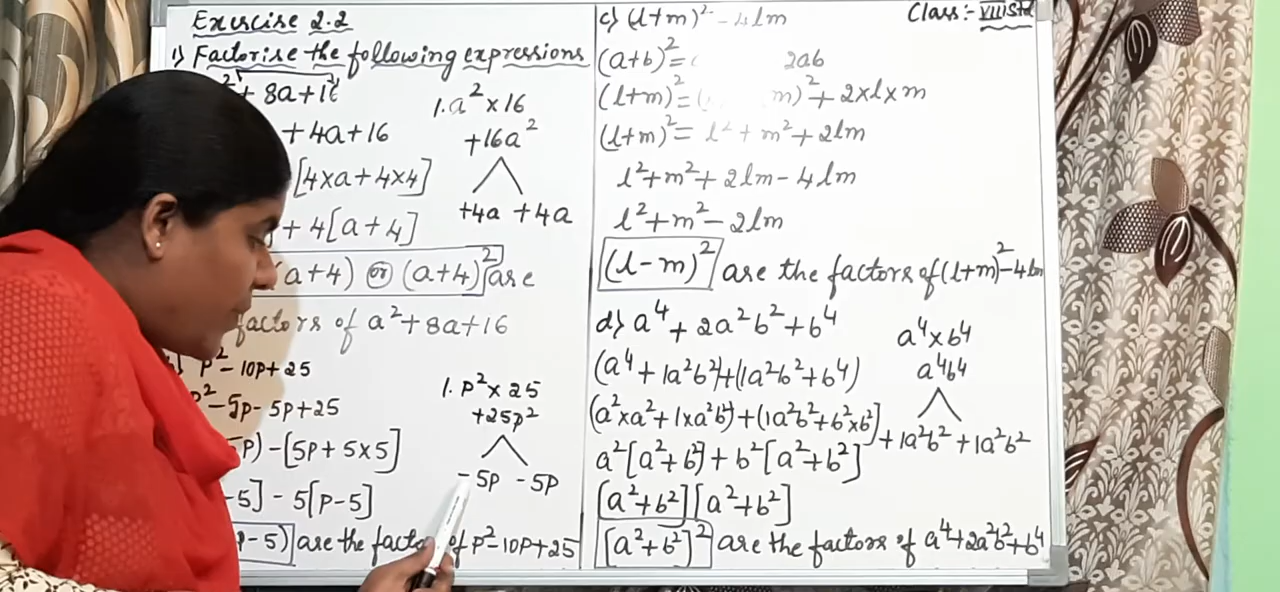 Exercise 2.2
1) Factorise the following expressions
+ 8a+16
+ 4a + 16
[4×a + 4×4]
+ 4[a+4]
(a+4) or (a+4)² are
factors of a²+8a+16
1. a² × 16
+16a²
+4a +4a
p² - 10p + 25
p² - 5p - 5p + 25
p) - [5p + 5×5]
-5] - 5[p-5]
p-5) are the of p²-10p+25
1. p² × 25
+25p²
-5p -5p
Class:- VIII Std
c) (l+m)² - 4lm
(a+b)² = 2ab
(l+m)² = m)² + 2×l×m
(l+m)² = l² + m² + 2lm
l² + m² + 2lm - 4lm
l² + m² - 2lm
(l-m)² are the factors of (l+m)² - 4lm
d) a⁴ + 2a²b² + b⁴
(a⁴ + 1a²b²) + (1a²b² + b⁴)
(a²×a² + 1×a²b²) + (1a²b² + b²×b²]
a²[a²+b²] + b²[a²+b²]
[a²+b²][a²+b²]
[a²+b²]² are the factors of a⁴+2a²b²+b⁴
a⁴ × b⁴
a⁴b⁴
+1a²b² +1a²b²